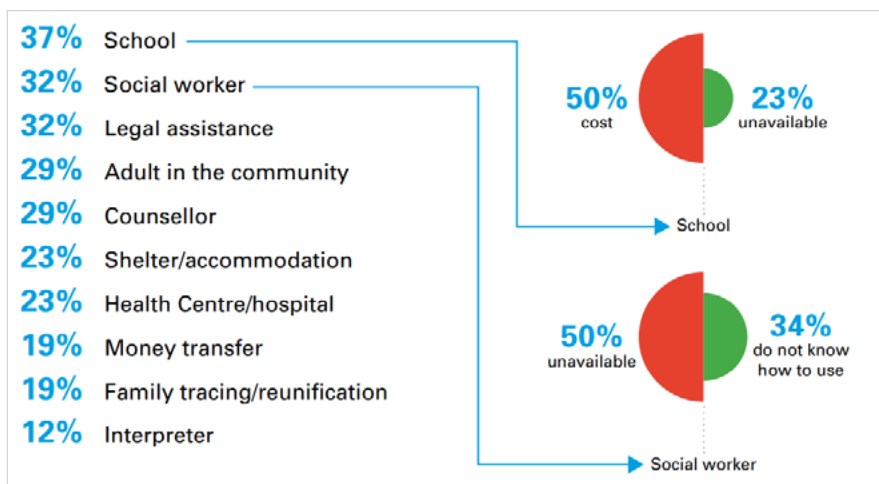 37% School
32% Social worker
32% Legal assistance
29% Adult in the community
29% Counsellor
23% Shelter/accommodation
23% Health Centre/hospital
19% Money transfer
19% Family tracing/reunification
12% Interpreter
50%
cost
23%
unavailable
School
50%
unavailable
34%
do not know
how to use
Social worker